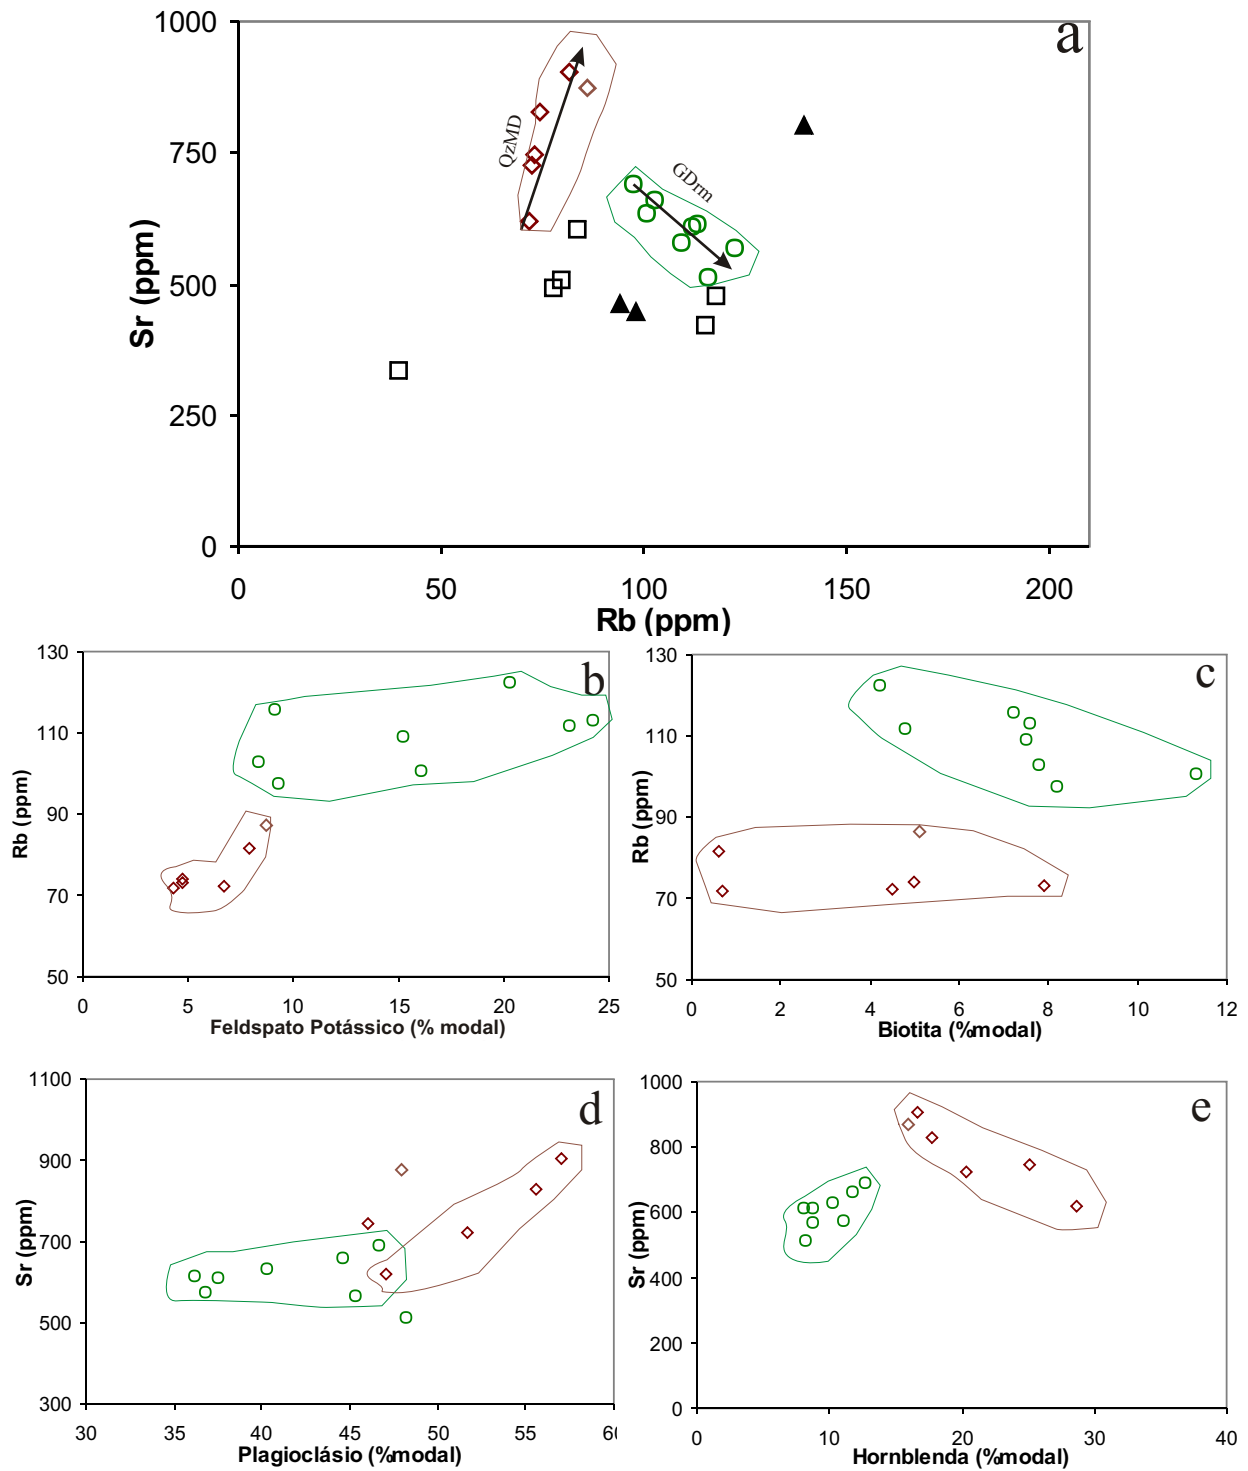 a
1000
750
500
250
0
Sr (ppm)
QzMD
GDrm
0 50 100 150 200
Rb (ppm)
b
130
110
90
70
50
Rb (ppm)
0 5 10 15 20 25
Feldspato Potássico (% modal)
c
130
110
90
70
50
Rb (ppm)
0 2 4 6 8 10 12
Biotita (%modal)
d
1100
900
700
500
300
Sr (ppm)
30 35 40 45 50 55 60
Plagioclásio (%modal)
e
1000
800
600
400
200
0
Sr (ppm)
0 10 20 30 40
Hornblenda (%modal)